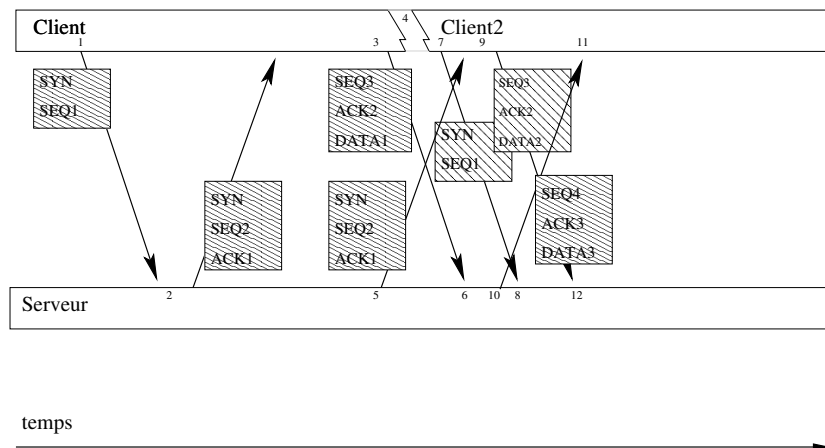 Client
4
Client2
1
3
7
9
11
SYN
SEQ1
SYN
SEQ2
ACK1
SEQ3
ACK2
DATA1
SYN
SEQ2
ACK1
SYN
SEQ1
SEQ3
ACK2
DATA2
SEQ4
ACK3
DATA3
2
5
6
10
8
12
Serveur
temps